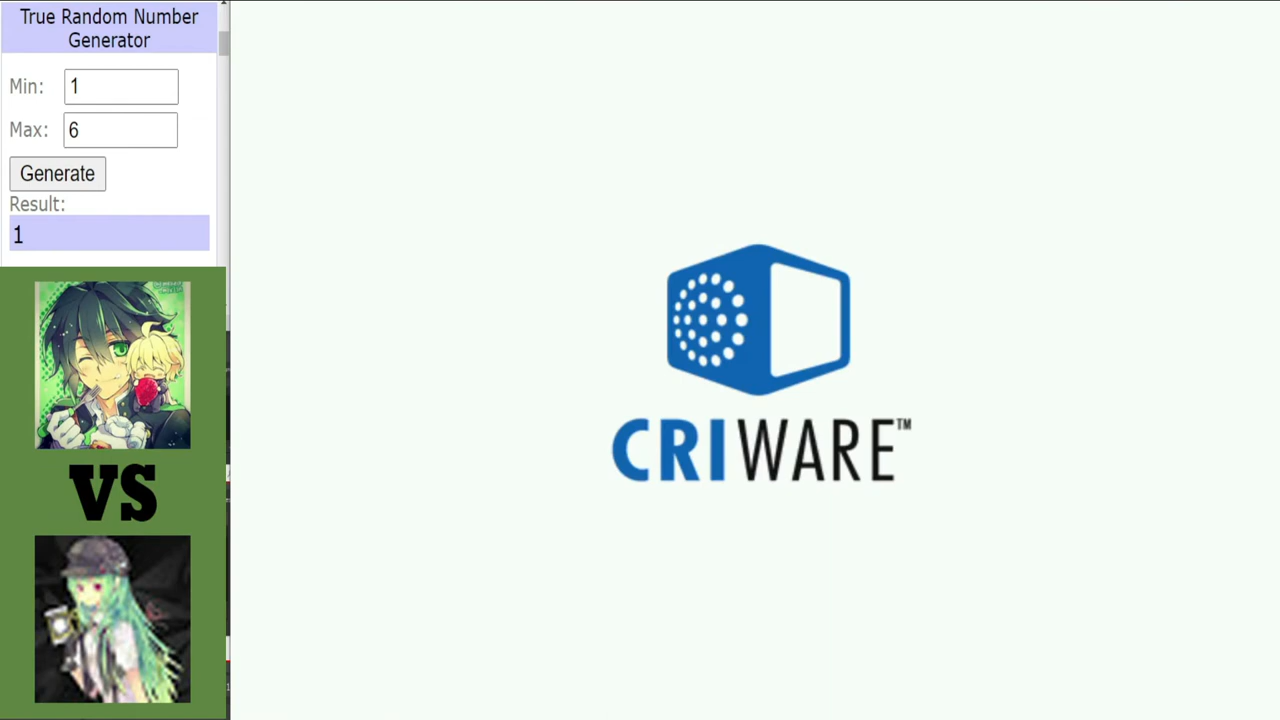 True Random Number
Generator
Min: 1
Max: 6
Generate
Result:
1
VS
CRIWARE™